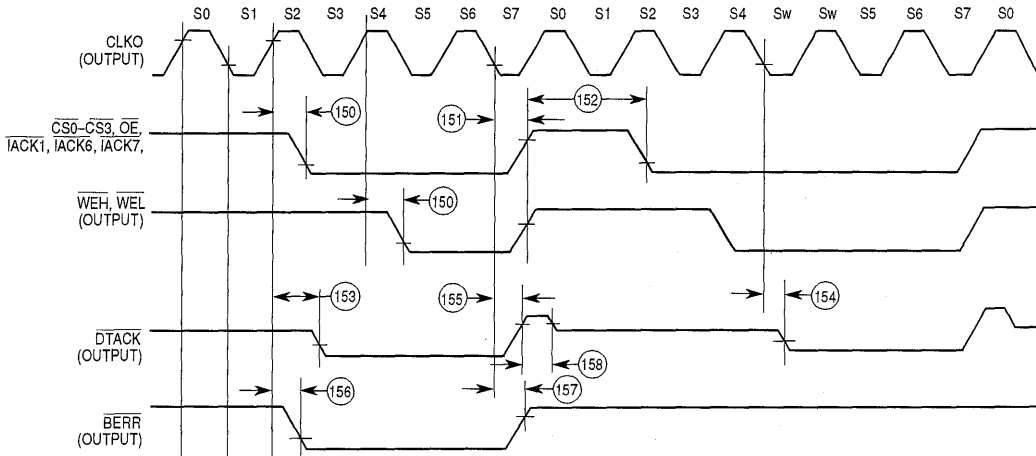 S0 S1 S2 S3 S4 S5 S6 S7 S0 S1 S2 S3 S4 Sw Sw S5 S6 S7 S0
CLKO
(OUTPUT)
150
151
152
CS0–CS3, OE,
IACK1, IACK6, IACK7,
WEH, WEL
(OUTPUT)
150
153
155
154
DTACK
(OUTPUT)
158
156
157
BERR
(OUTPUT)